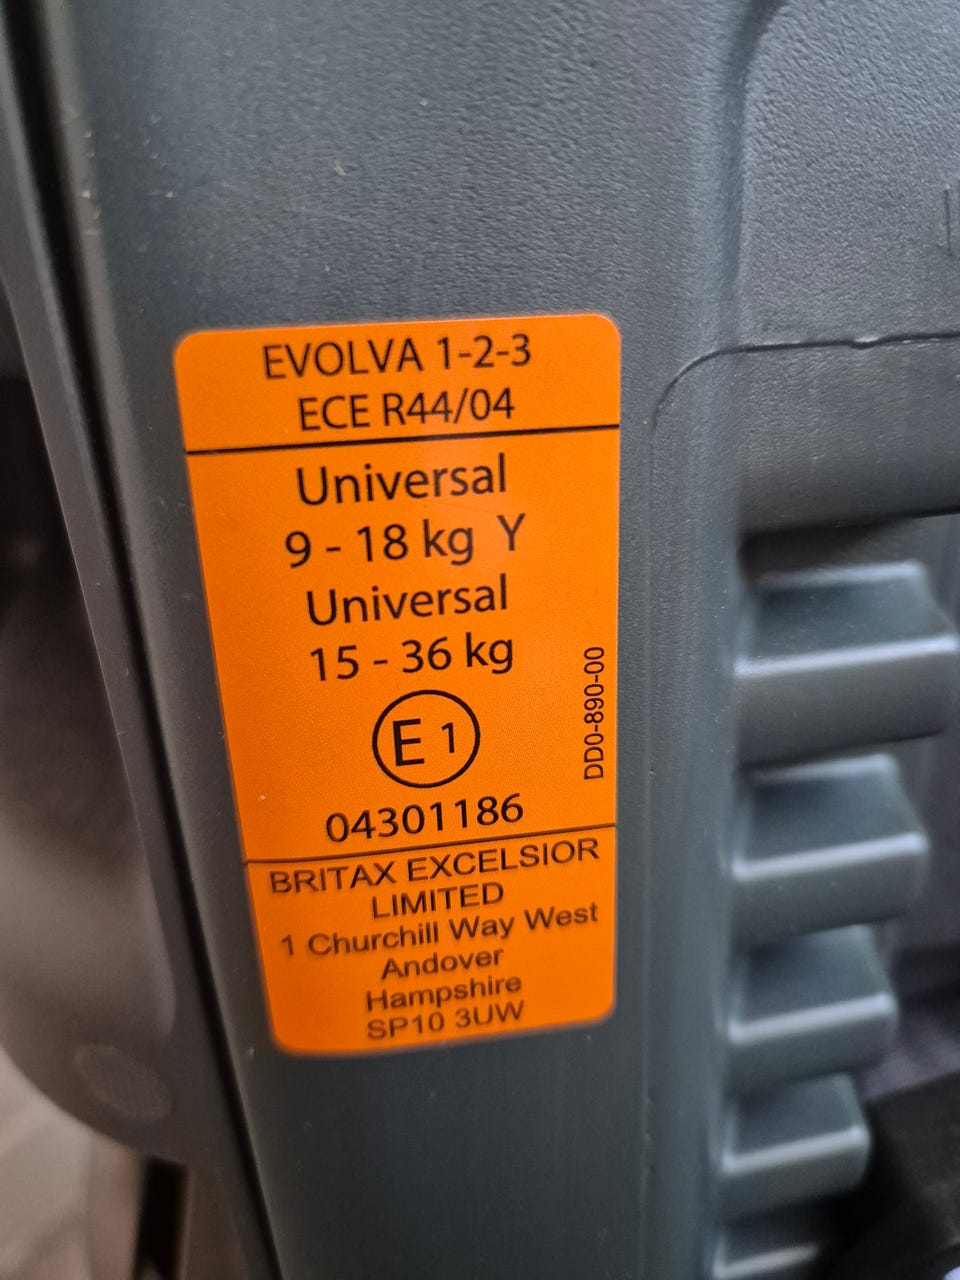 EVOLVA 1-2-3
ECE R44/04
Universal
9 - 18 kg Y
Universal
15 - 36 kg
E 1
04301186
DD0-890-00
BRITAX EXCELSIOR
LIMITED
1 Churchill Way West
Andover
Hampshire
SP10 3UW